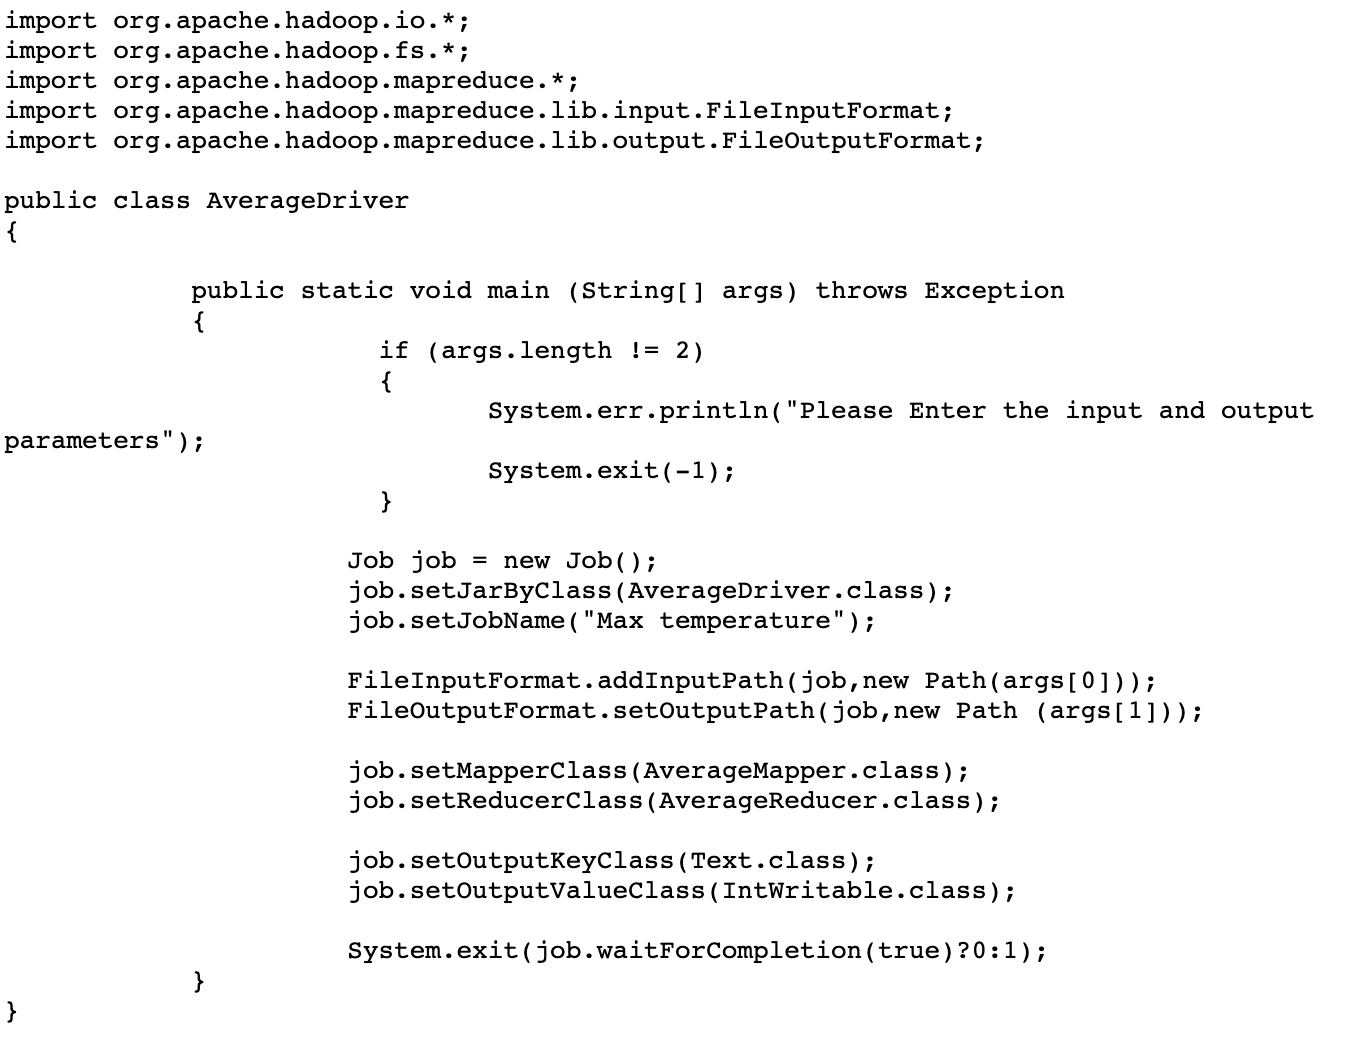 import org.apache.hadoop.io.*;
import org.apache.hadoop.fs.*;
import org.apache.hadoop.mapreduce.*;
import org.apache.hadoop.mapreduce.lib.input.FileInputFormat;
import org.apache.hadoop.mapreduce.lib.output.FileOutputFormat;
public class AverageDriver
{
public static void main (String[] args) throws Exception
{
if (args.length != 2)
{
System.err.println("Please Enter the input and output
parameters");
System.exit(-1);
}
Job job = new Job();
job.setJarByClass(AverageDriver.class);
job.setJobName("Max temperature");
FileInputFormat.addInputPath(job,new Path(args[0]));
FileOutputFormat.setOutputPath(job,new Path (args[1]));
job.setMapperClass(AverageMapper.class);
job.setReducerClass(AverageReducer.class);
job.setOutputKeyClass(Text.class);
job.setOutputValueClass(IntWritable.class);
System.exit(job.waitForCompletion(true)?0:1);
}
}